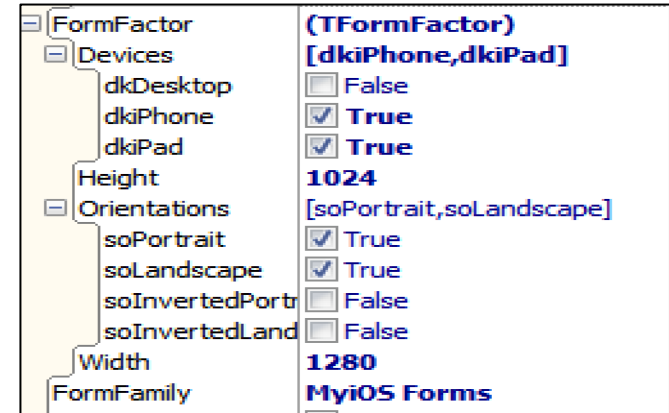 FormFactor (TFormFactor)
Devices [dkiPhone,dkiPad]
dkDesktop False
dkiPhone True
dkiPad True
Height 1024
Orientations [soPortrait,soLandscape]
soPortrait True
soLandscape True
soInvertedPortr False
soInvertedLand False
Width 1280
FormFamily MyiOS Forms